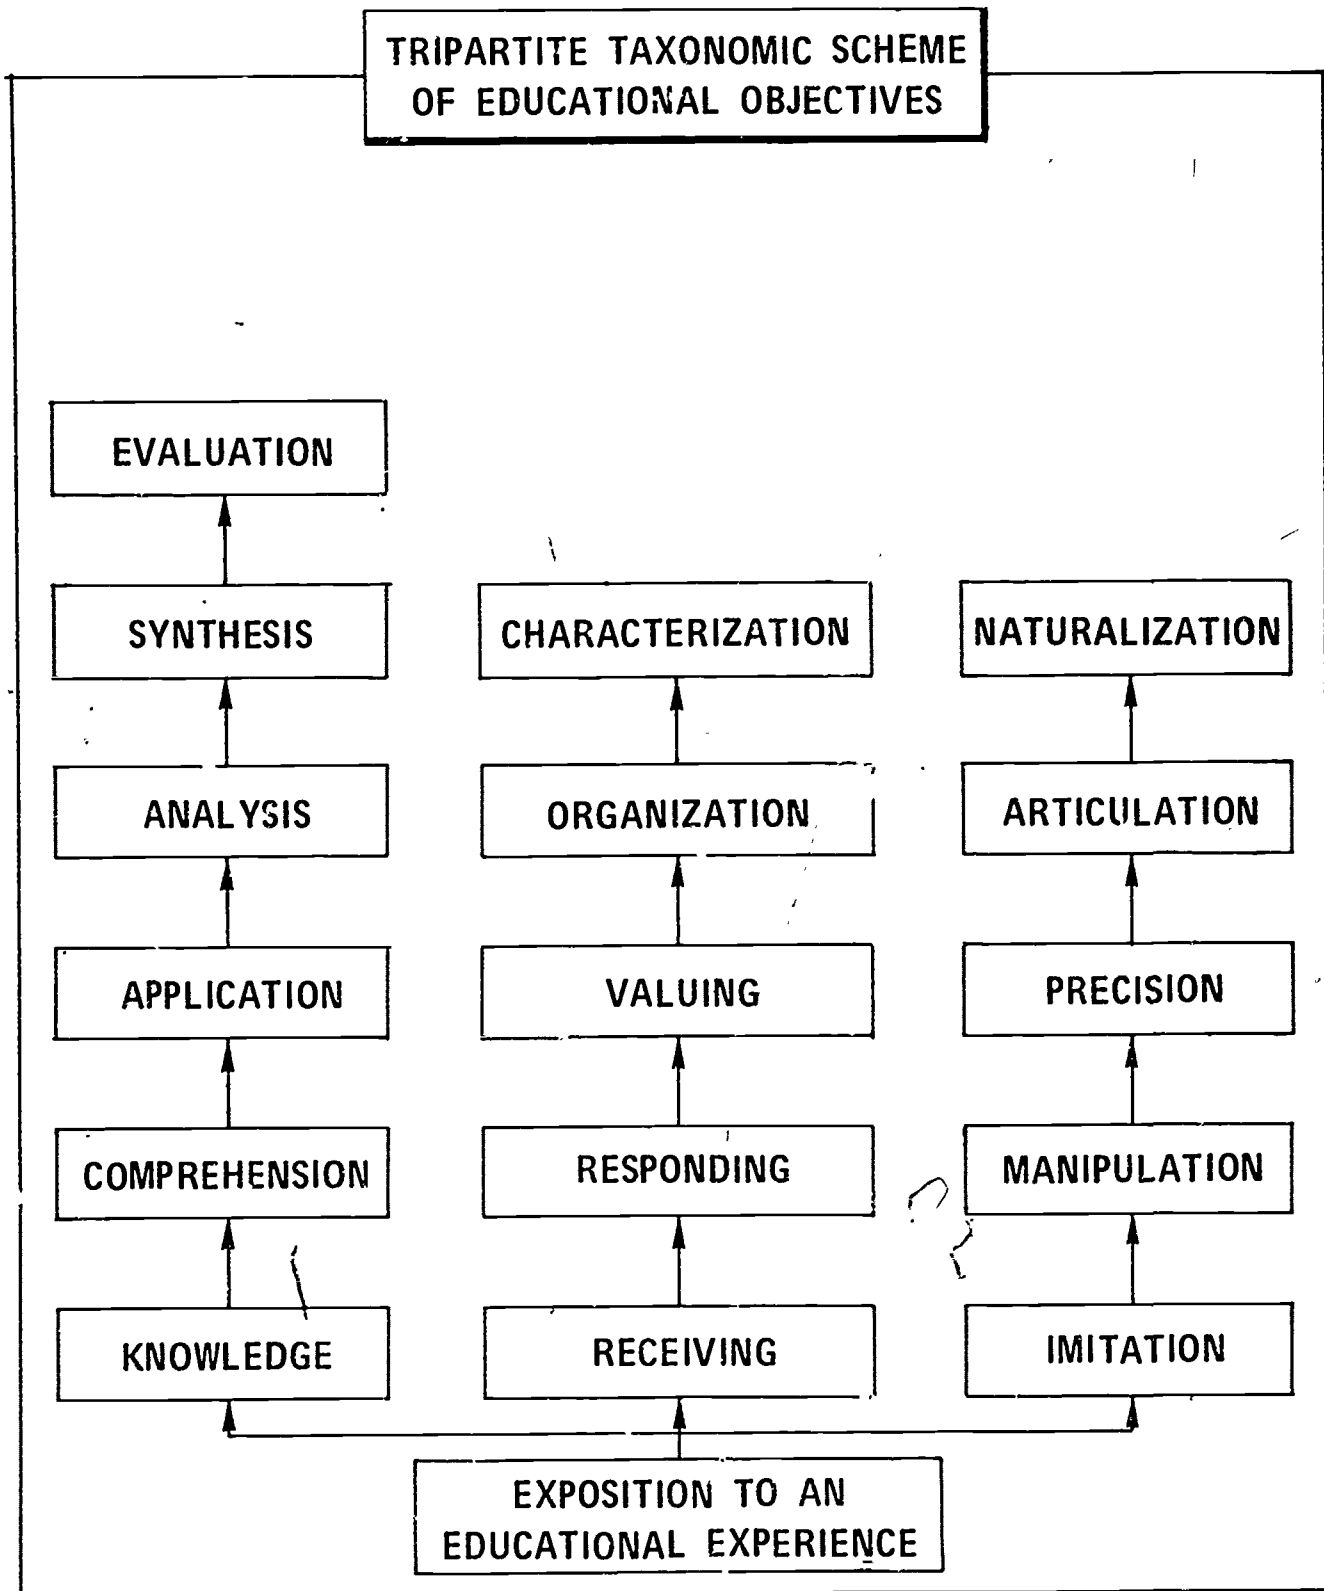 TRIPARTITE TAXONOMIC SCHEME
OF EDUCATIONAL OBJECTIVES
EVALUATION
SYNTHESIS
CHARACTERIZATION
NATURALIZATION
ANALYSIS
ORGANIZATION
ARTICULATION
APPLICATION
VALUING
PRECISION
COMPREHENSION
RESPONDING
MANIPULATION
KNOWLEDGE
RECEIVING
IMITATION
EXPOSITION TO AN
EDUCATIONAL EXPERIENCE